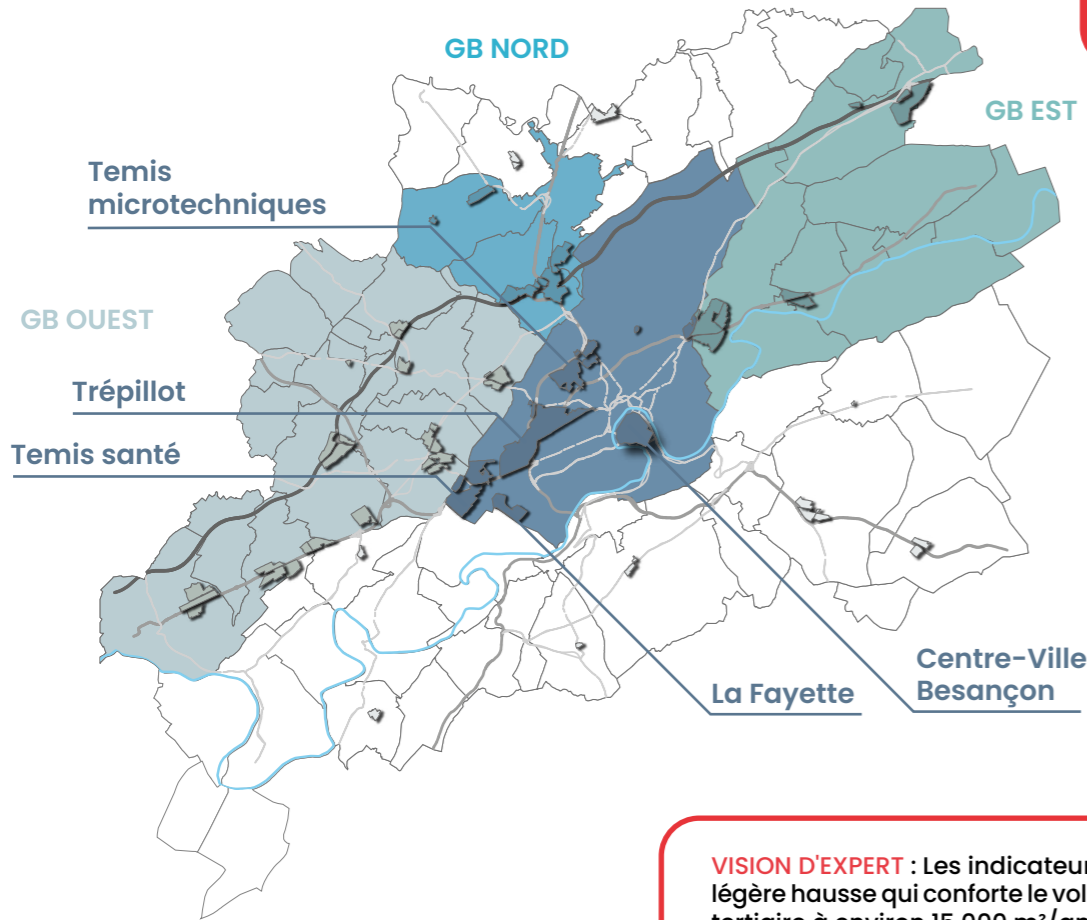 GB NORD
GB EST
Temis
microtechniques
GB OUEST
Trépillot
Temis santé
Centre-Ville
Besançon
La Fayette
VISION D'EXPERT : Les indicateur
légère hausse qui conforte le vol